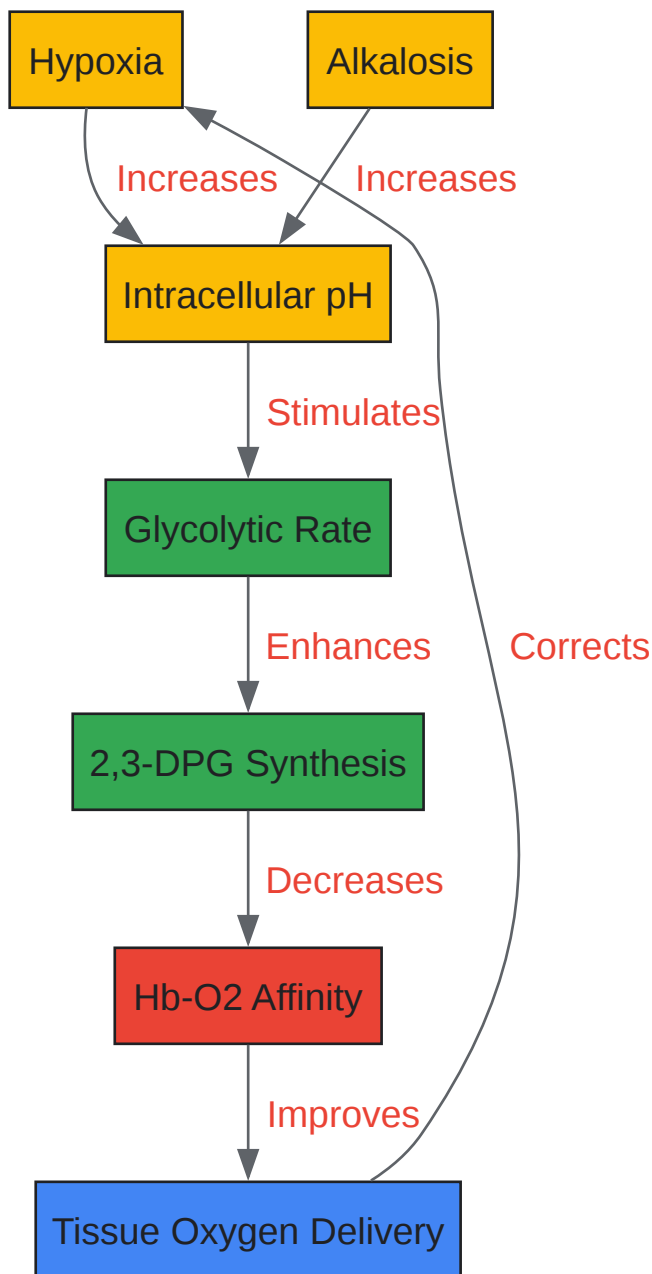 Hypoxia
Alkalosis
Increases
Increases
Intracellular pH
Stimulates
Glycolytic Rate
Enhances
Corrects
2,3-DPG Synthesis
Decreases
Hb-O2 Affinity
Improves
Tissue Oxygen Delivery